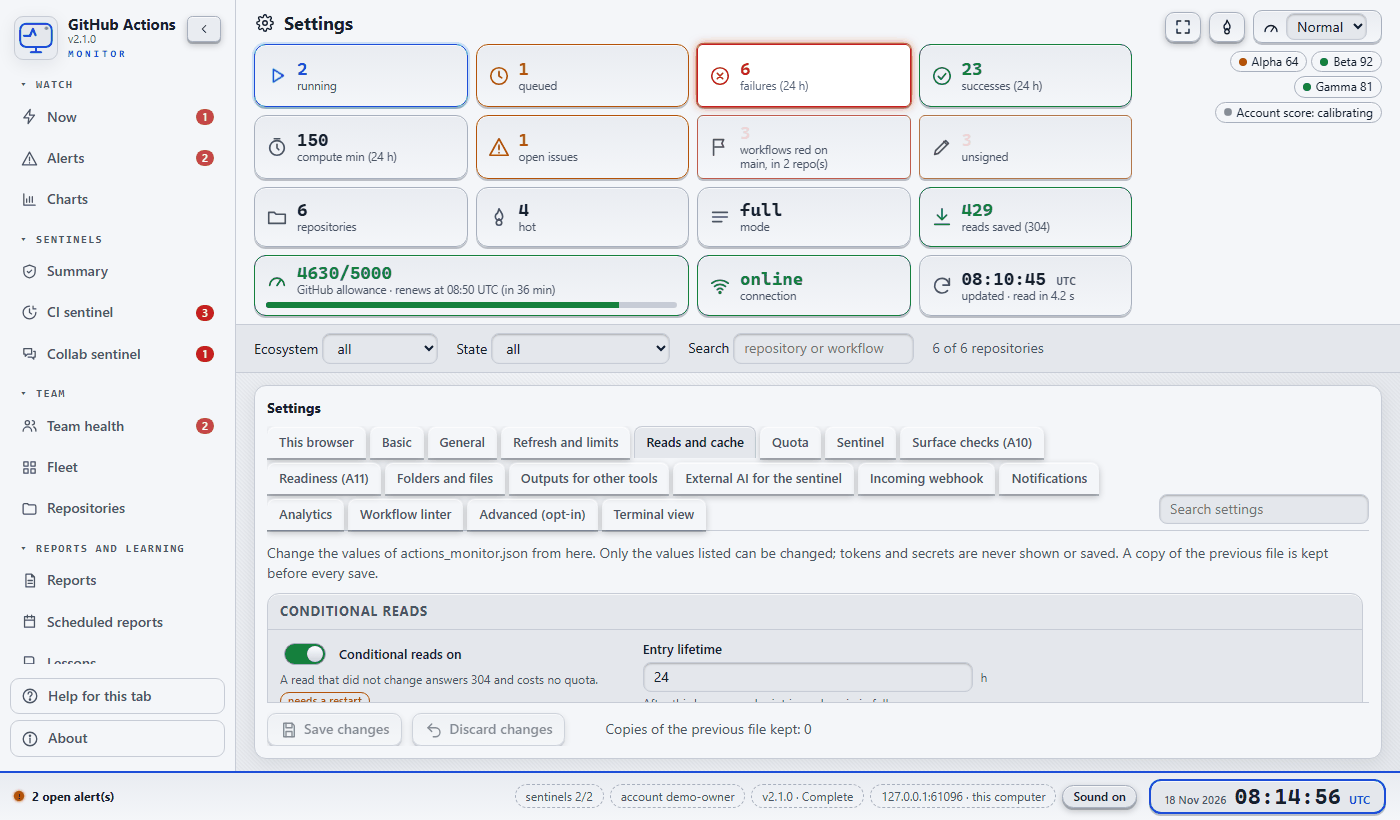 GitHub Actions
v2.1.0
MONITOR
WATCH
Now 1
Alerts 2
Charts
SENTINELS
Summary
CI sentinel 3
Collab sentinel 1
TEAM
Team health 2
Fleet
Repositories
REPORTS AND LEARNING
Reports
Scheduled reports
Lessons
Help for this tab
About
Settings
Normal
Alpha 64
Beta 92
Gamma 81
Account score: calibrating
2
running
1
queued
6
failures (24 h)
23
successes (24 h)
150
compute min (24 h)
1
open issues
3
workflows red on
main, in 2 repo(s)
3
unsigned
6
repositories
4
hot
full
mode
429
reads saved (304)
4630/5000
GitHub allowance · renews at 08:50 UTC (in 36 min)
online
connection
08:10:45 UTC
updated · read in 4.2 s
Ecosystem all State all Search repository or workflow 6 of 6 repositories
Settings
This browser Basic General Refresh and limits Reads and cache Quota Sentinel Surface checks (A10)
Readiness (A11) Folders and files Outputs for other tools External AI for the sentinel Incoming webhook Notifications
Analytics Workflow linter Advanced (opt-in) Terminal view
Search settings
Change the values of actions_monitor.json from here. Only the values listed can be changed; tokens and secrets are never shown or saved. A copy of the previous file is kept
before every save.
CONDITIONAL READS
Conditional reads on
A read that did not change answers 304 and costs no quota.
needs a restart
Entry lifetime
24 h
Save changes Discard changes Copies of the previous file kept: 0
2 open alert(s)
sentinels 2/2 account demo-owner v2.1.0 · Complete 127.0.0.1:61096 · this computer Sound on 18 Nov 2026 08:14:56 UTC